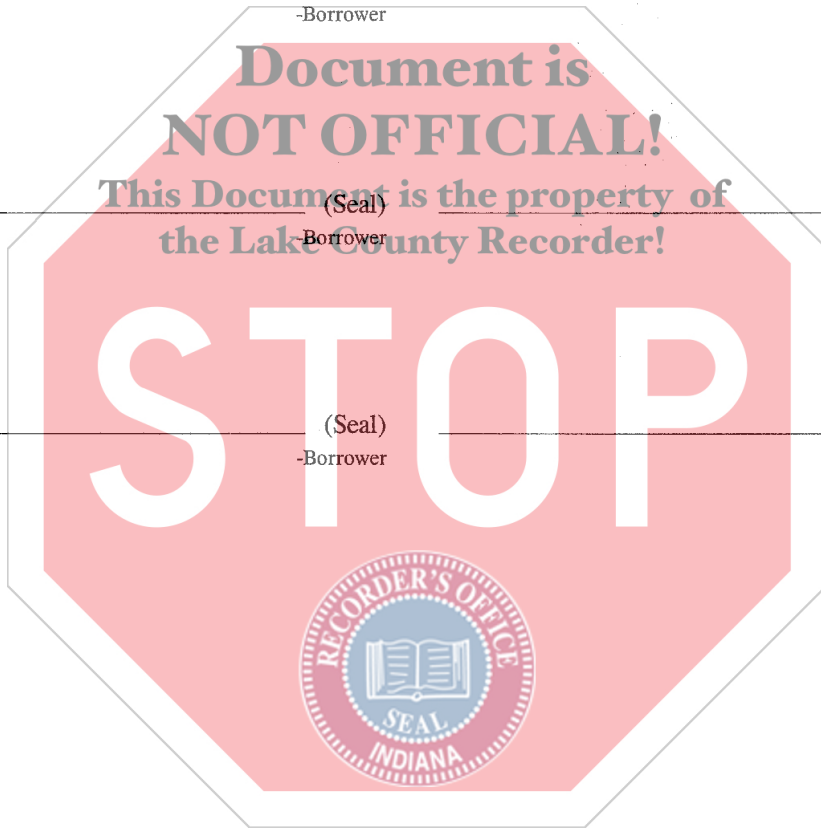 -Borrower
Document is
NOT OFFICIAL!
This Document is the property of
(Seal)
the Lake County Recorder!
-Borrower
STOP
(Seal)
-Borrower
RECORDER'S OFFICE
SEAL
INDIANA